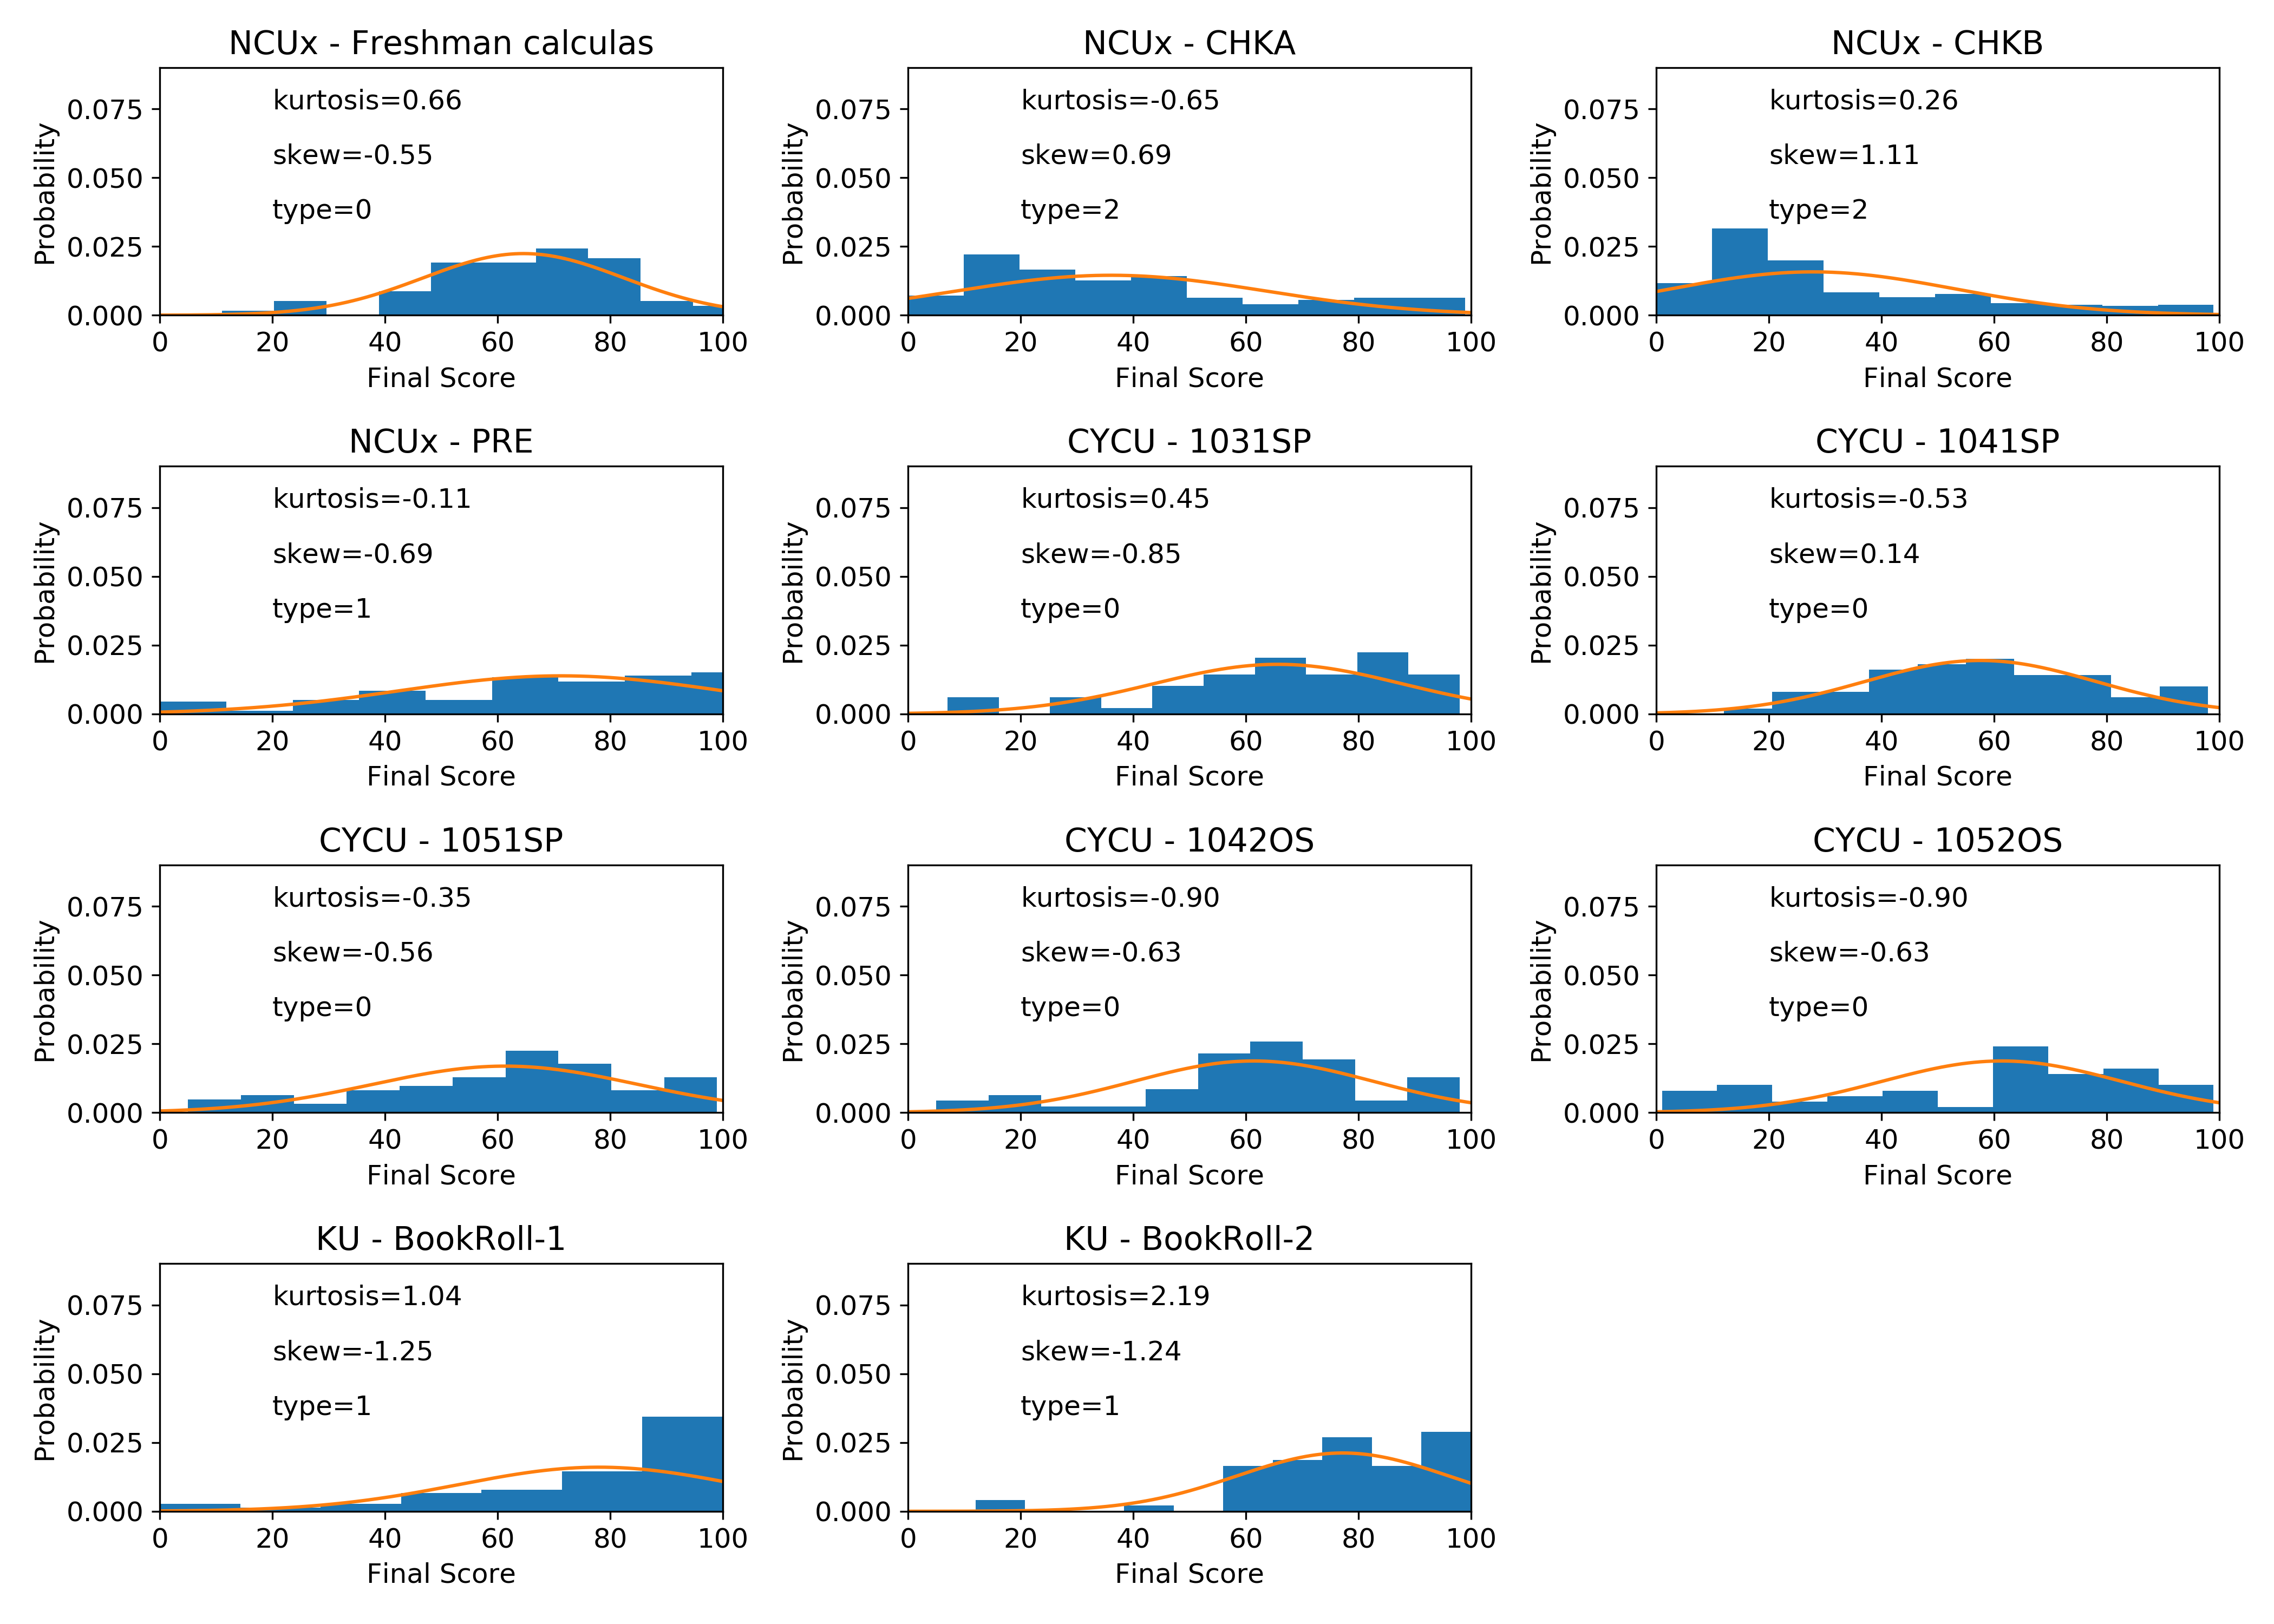 NCUx - Freshman calculas
kurtosis=0.66
skew=-0.55
type=0
Probability
0.075
0.050
0.025
0.000
0 20 40 60 80 100
Final Score
NCUx - CHKA
kurtosis=-0.65
skew=0.69
type=2
Probability
0.075
0.050
0.025
0.000
0 20 40 60 80 100
Final Score
NCUx - CHKB
kurtosis=0.26
skew=1.11
type=2
Probability
0.075
0.050
0.025
0.000
0 20 40 60 80 100
Final Score
NCUx - PRE
kurtosis=-0.11
skew=-0.69
type=1
Probability
0.075
0.050
0.025
0.000
0 20 40 60 80 100
Final Score
CYCU - 1031SP
kurtosis=0.45
skew=-0.85
type=0
Probability
0.075
0.050
0.025
0.000
0 20 40 60 80 100
Final Score
CYCU - 1041SP
kurtosis=-0.53
skew=0.14
type=0
Probability
0.075
0.050
0.025
0.000
0 20 40 60 80 100
Final Score
CYCU - 1051SP
kurtosis=-0.35
skew=-0.56
type=0
Probability
0.075
0.050
0.025
0.000
0 20 40 60 80 100
Final Score
CYCU - 1042OS
kurtosis=-0.90
skew=-0.63
type=0
Probability
0.075
0.050
0.025
0.000
0 20 40 60 80 100
Final Score
CYCU - 1052OS
kurtosis=-0.90
skew=-0.63
type=0
Probability
0.075
0.050
0.025
0.000
0 20 40 60 80 100
Final Score
KU - BookRoll-1
kurtosis=1.04
skew=-1.25
type=1
Probability
0.075
0.050
0.025
0.000
0 20 40 60 80 100
Final Score
KU - BookRoll-2
kurtosis=2.19
skew=-1.24
type=1
Probability
0.075
0.050
0.025
0.000
0 20 40 60 80 100
Final Score